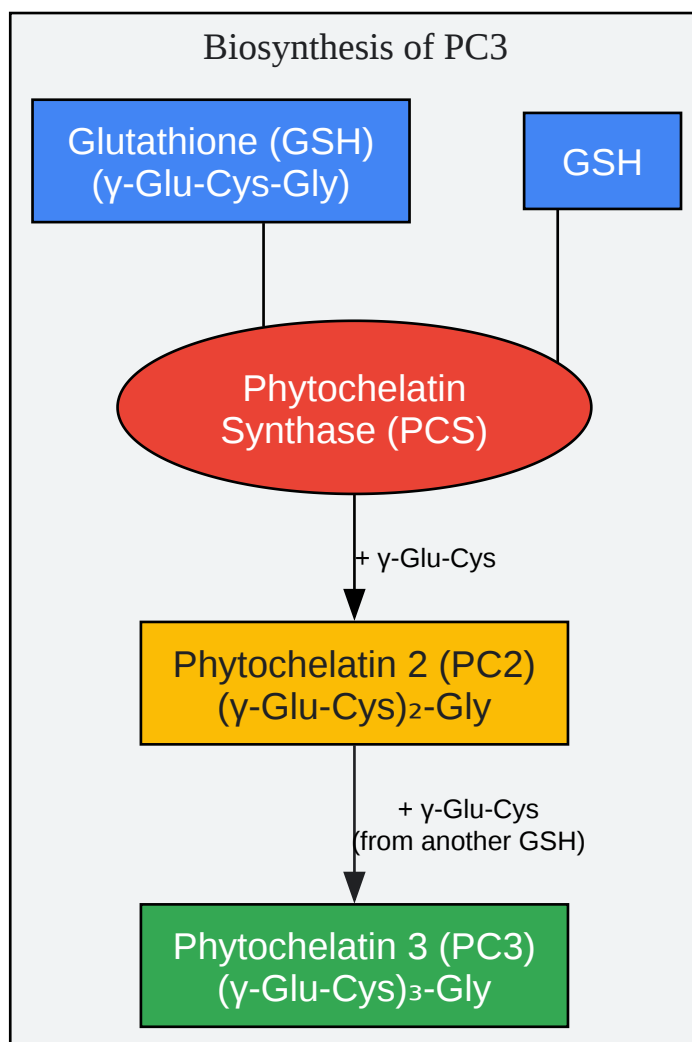 Biosynthesis of PC3
Glutathione (GSH)
(γ-Glu-Cys-Gly)
GSH
Phytochelatin
Synthase (PCS)
+ γ-Glu-Cys
Phytochelatin 2 (PC2)
(γ-Glu-Cys)₂-Gly
+ γ-Glu-Cys
(from another GSH)
Phytochelatin 3 (PC3)
(γ-Glu-Cys)₃-Gly